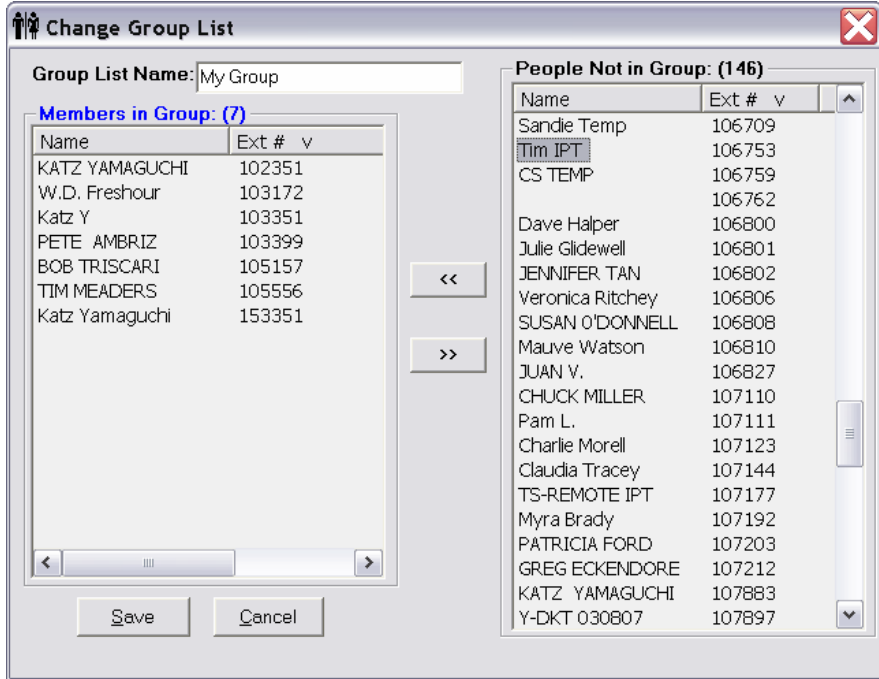 Change Group List
Group List Name: My Group
Members in Group: (7)
Name Ext # v
KATZ YAMAGUCHI 102351
W.D. Freshour 103172
Katz Y 103351
PETE AMBRIZ 103399
BOB TRISCARI 105157
TIM MEADERS 105556
Katz Yamaguchi 153351
<<
>>
Save Cancel
People Not in Group: (146)
Name Ext # v
Sandie Temp 106709
Tim IPT 106753
CS TEMP 106759
106762
Dave Halper 106800
Julie Glidewell 106801
JENNIFER TAN 106802
Veronica Ritchey 106806
SUSAN O'DONNELL 106808
Mauve Watson 106810
JUAN V. 106827
CHUCK MILLER 107110
Pam L. 107111
Charlie Morell 107123
Claudia Tracey 107144
TS-REMOTE IPT 107177
Myra Brady 107192
PATRICIA FORD 107203
GREG ECKENDORE 107212
KATZ YAMAGUCHI 107883
Y-DKT 030807 107897